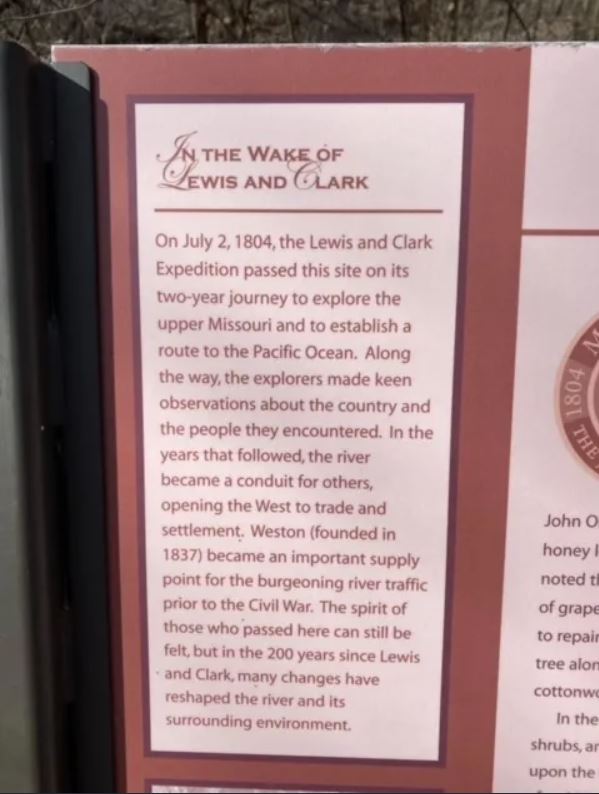 In the Wake of
Lewis and Clark
On July 2, 1804, the Lewis and Clark
Expedition passed this site on its
two-year journey to explore the
upper Missouri and to establish a
route to the Pacific Ocean. Along
the way, the explorers made keen
observations about the country and
the people they encountered. In the
years that followed, the river
became a conduit for others,
opening the West to trade and
settlement. Weston (founded in
1837) became an important supply
point for the burgeoning river traffic
prior to the Civil War. The spirit of
those who passed here can still be
felt, but in the 200 years since Lewis
and Clark, many changes have
reshaped the river and its
surrounding environment.
1804
THE
John O
honey
noted
of grape
to repair
tree
In the
shrubs,
upon the